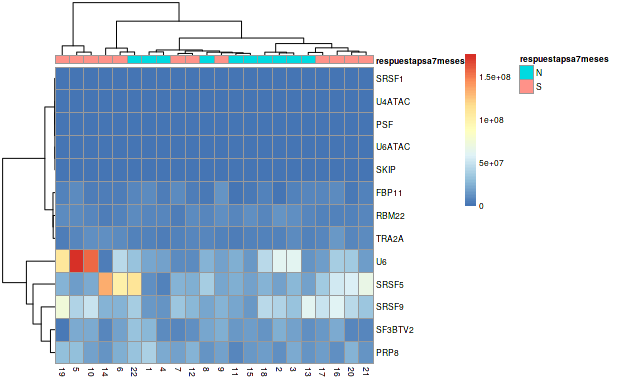 respuestapsa7meses
SRSF1
U4ATAC
PSF
U6ATAC
SKIP
FBP11
RBM22
TRA2A
U6
SRSF5
SRSF9
SF3BTV2
PRP8
19 5 10 14 6 22 1 4 7 12 8 9 11 15 18 2 3 13 17 16 20 21
1.5e+08
1e+08
5e+07
0
respuestapsa7meses
N
S